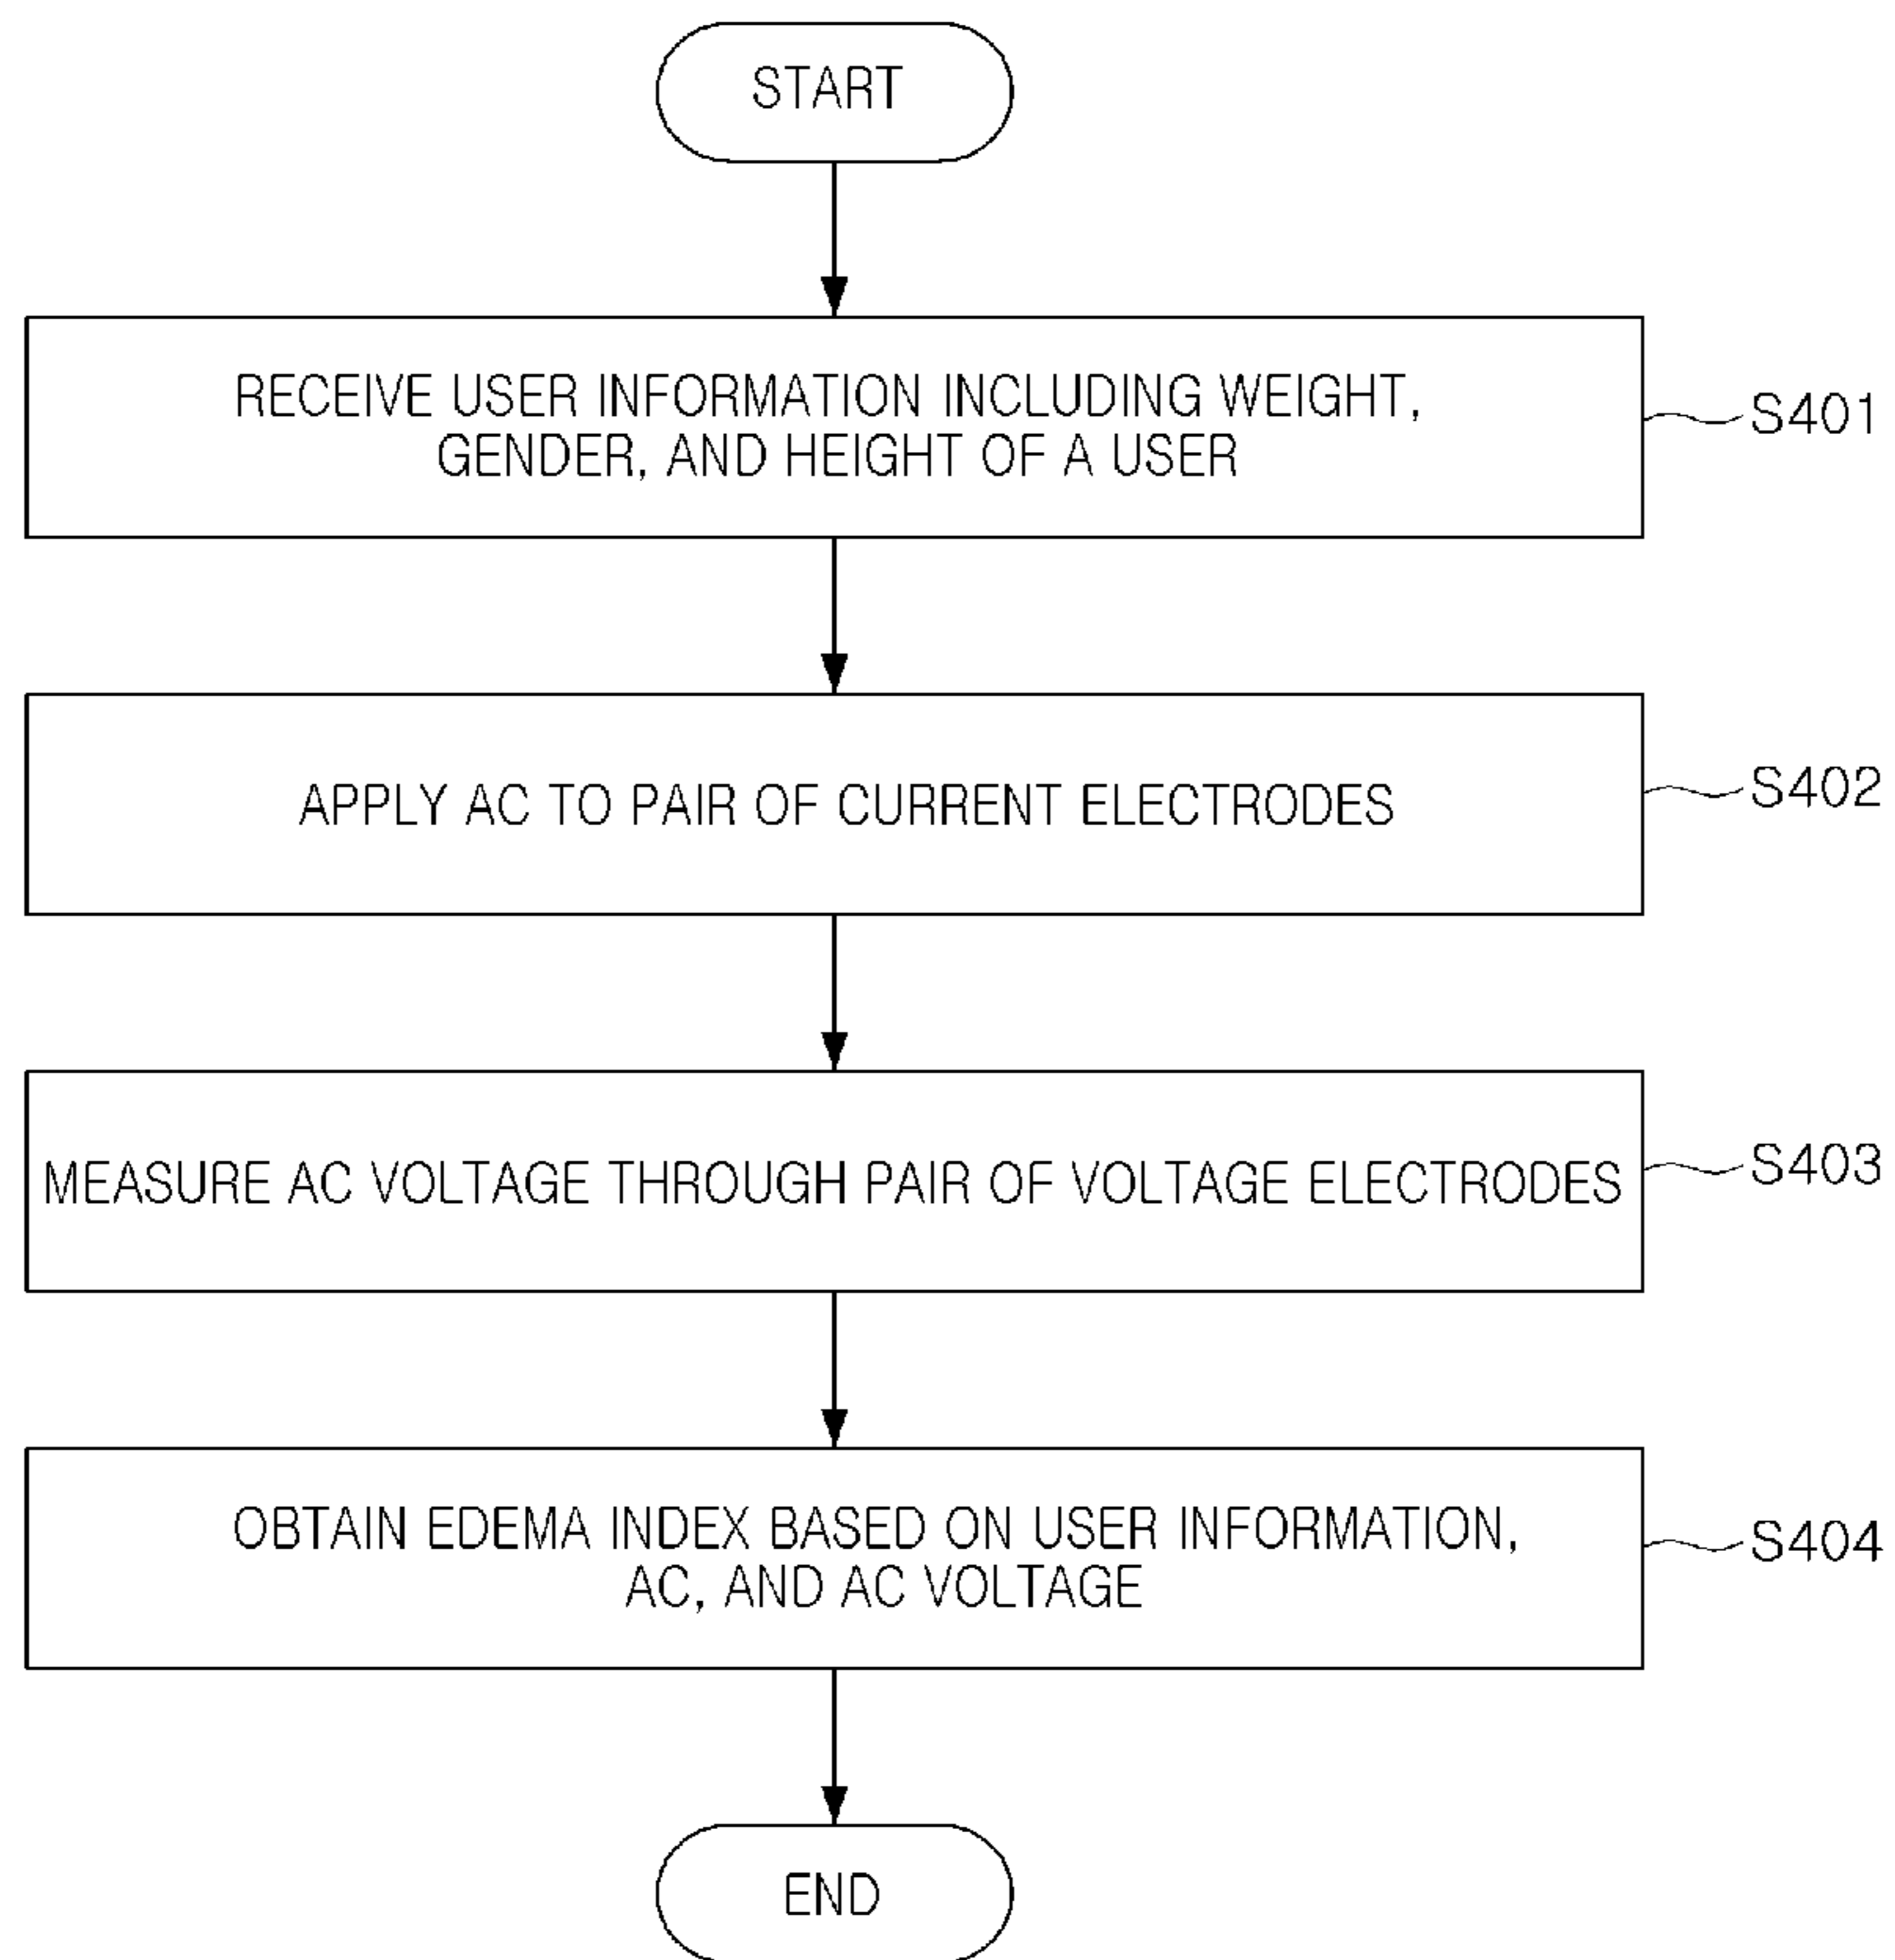 START
RECEIVE USER INFORMATION INCLUDING WEIGHT,
GENDER, AND HEIGHT OF A USER
S401
APPLY AC TO PAIR OF CURRENT ELECTRODES
S402
MEASURE AC VOLTAGE THROUGH PAIR OF VOLTAGE ELECTRODES
S403
OBTAIN EDEMA INDEX BASED ON USER INFORMATION,
AC, AND AC VOLTAGE
S404
END